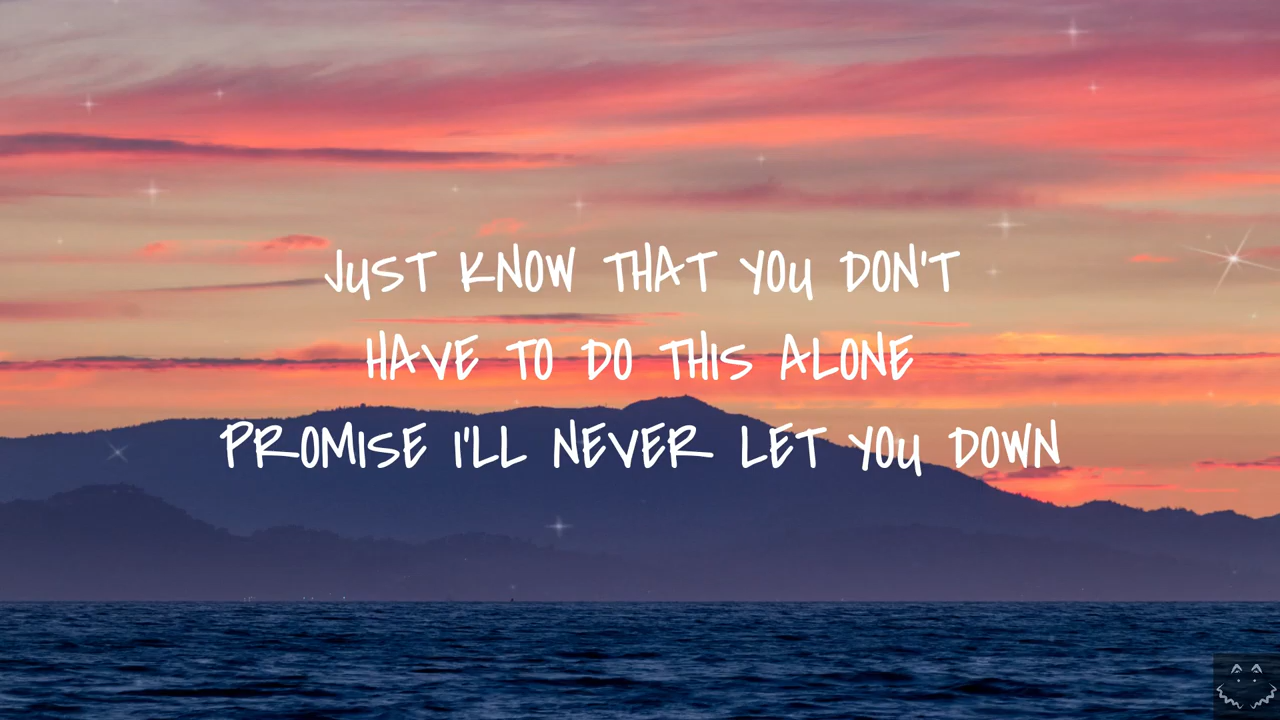 JUST KNOW THAT YOU DON'T
HAVE TO DO THIS ALONE
PROMISE I'LL NEVER LET YOU DOWN